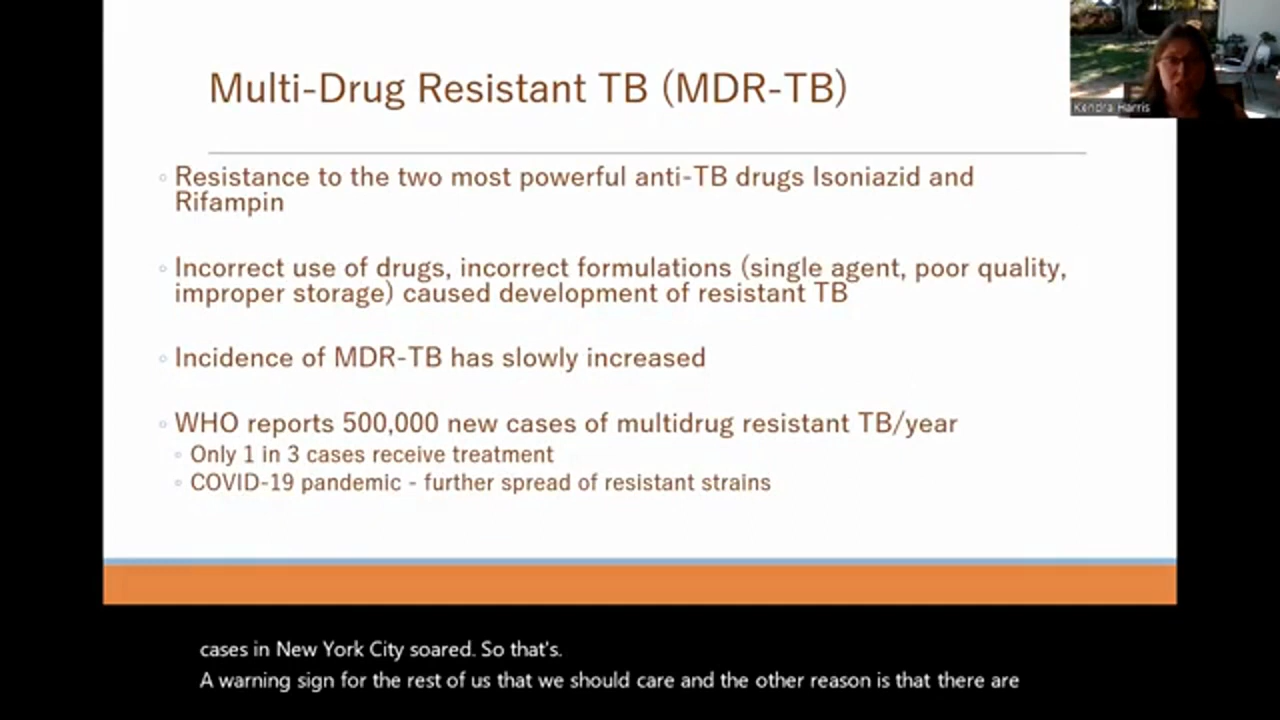 Multi-Drug Resistant TB (MDR-TB)
Kendra Harris
◦ Resistance to the two most powerful anti-TB drugs Isoniazid and
Rifampin
◦ Incorrect use of drugs, incorrect formulations (single agent, poor quality,
improper storage) caused development of resistant TB
◦ Incidence of MDR-TB has slowly increased
◦ WHO reports 500,000 new cases of multidrug resistant TB/year
◦ Only 1 in 3 cases receive treatment
◦ COVID-19 pandemic - further spread of resistant strains
cases in New York City soared. So that's.
A warning sign for the rest of us that we should care and the other reason is that there are